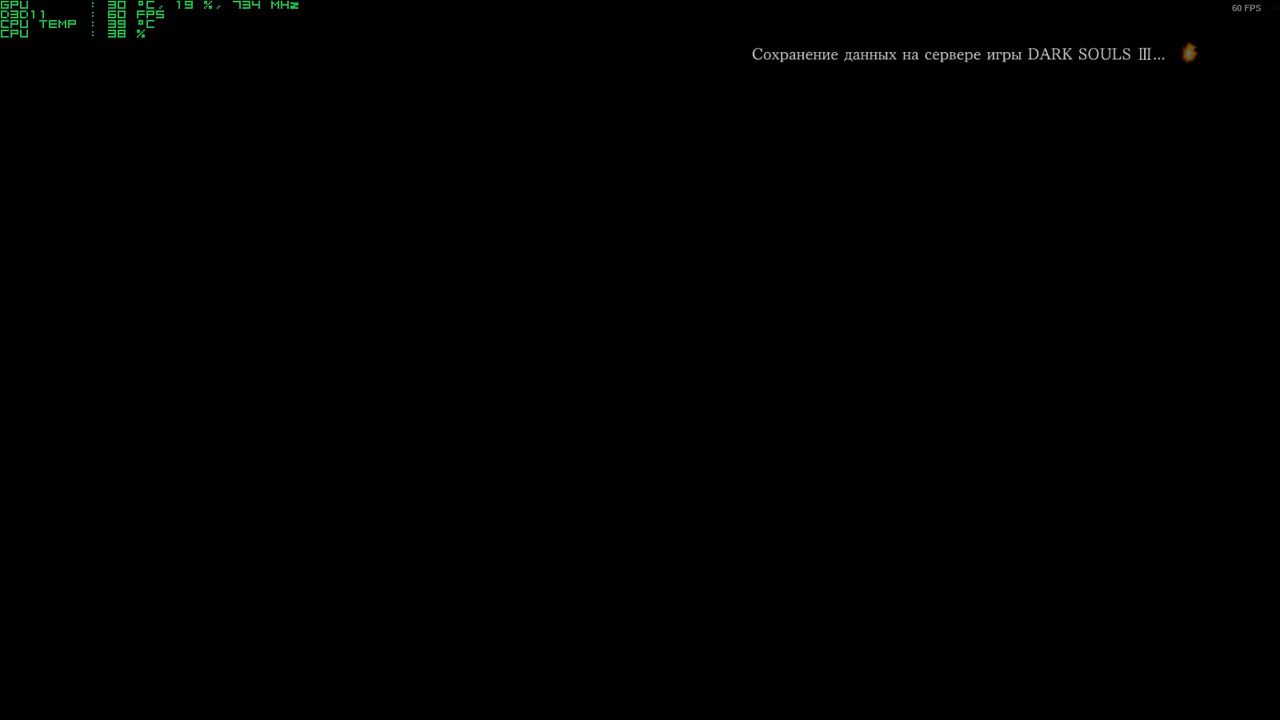 GPU : 30 °C, 19 %, 734 MHz
60 FPS
D3D11 : 60 FPS
CPU TEMP : 39 °C
CPU : 38 %
Сохранение данных на сервере игры DARK SOULS III...